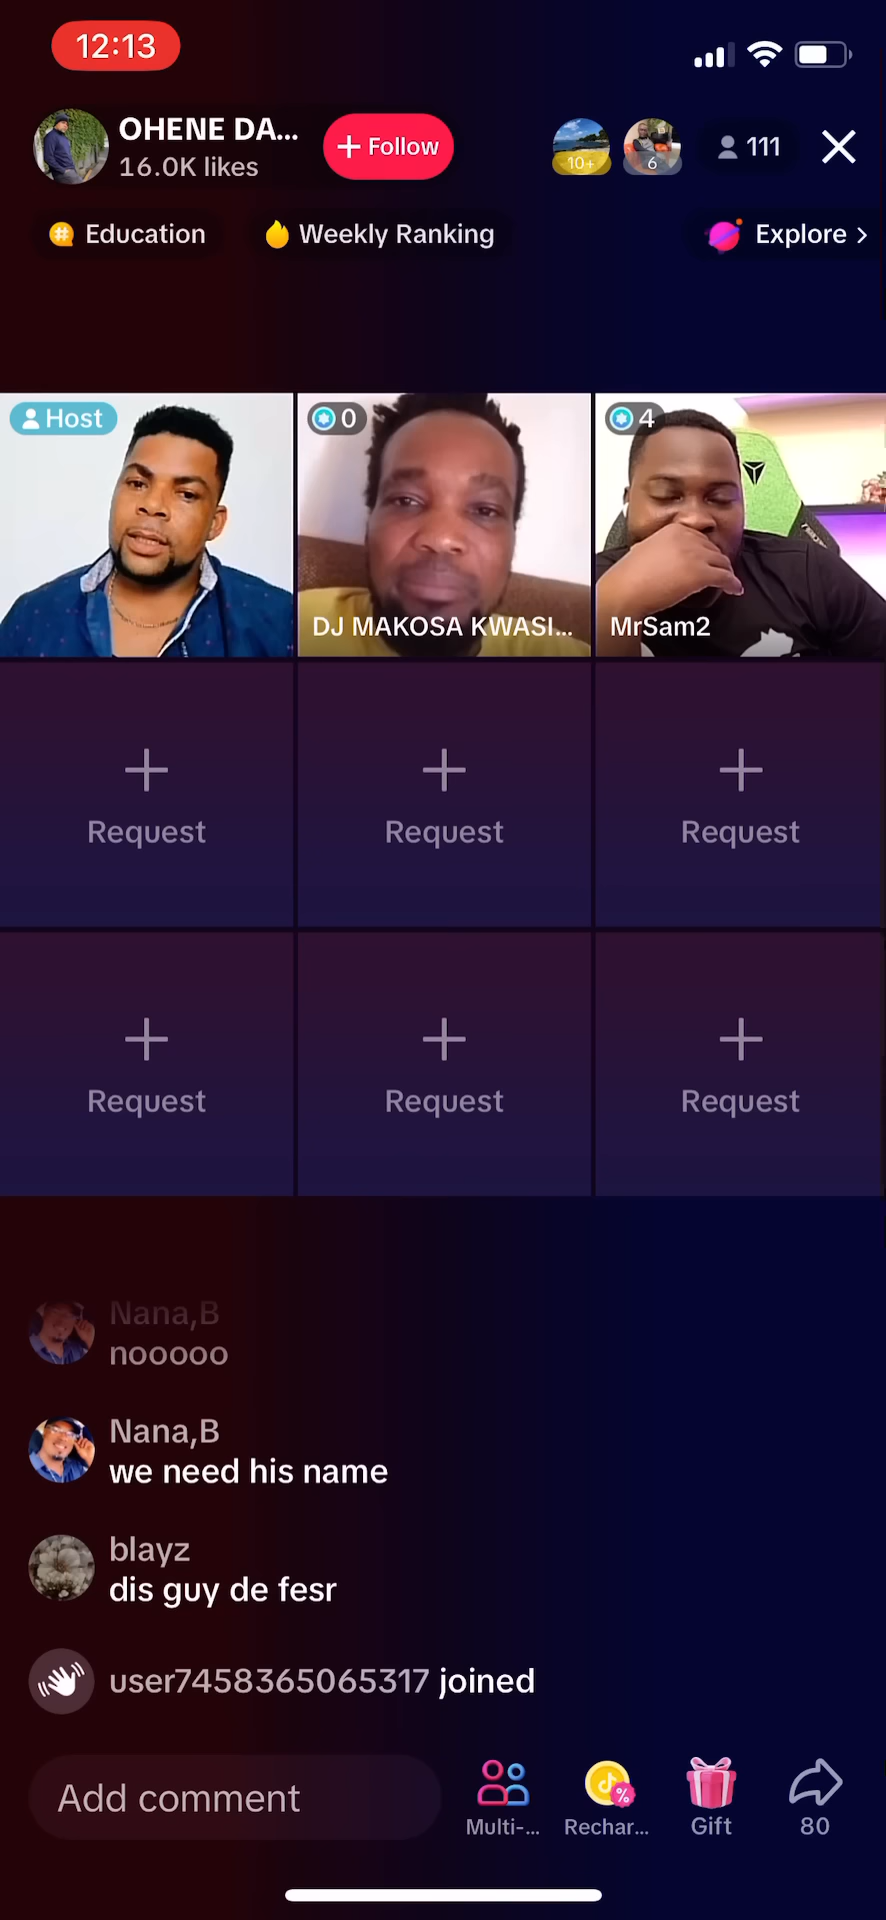 12:13
OHENE DA...
16.0K likes
+ Follow
10+
6
111
Education
Weekly Ranking
Explore >
Host
0
4
DJ MAKOSA KWASI...
MrSam2
Request
Request
Request
Request
Request
Request
Nana,B
nooooo
Nana,B
we need his name
blayz
dis guy de fesr
user7458365065317 joined
Add comment
Multi-...
Rechar...
Gift
80